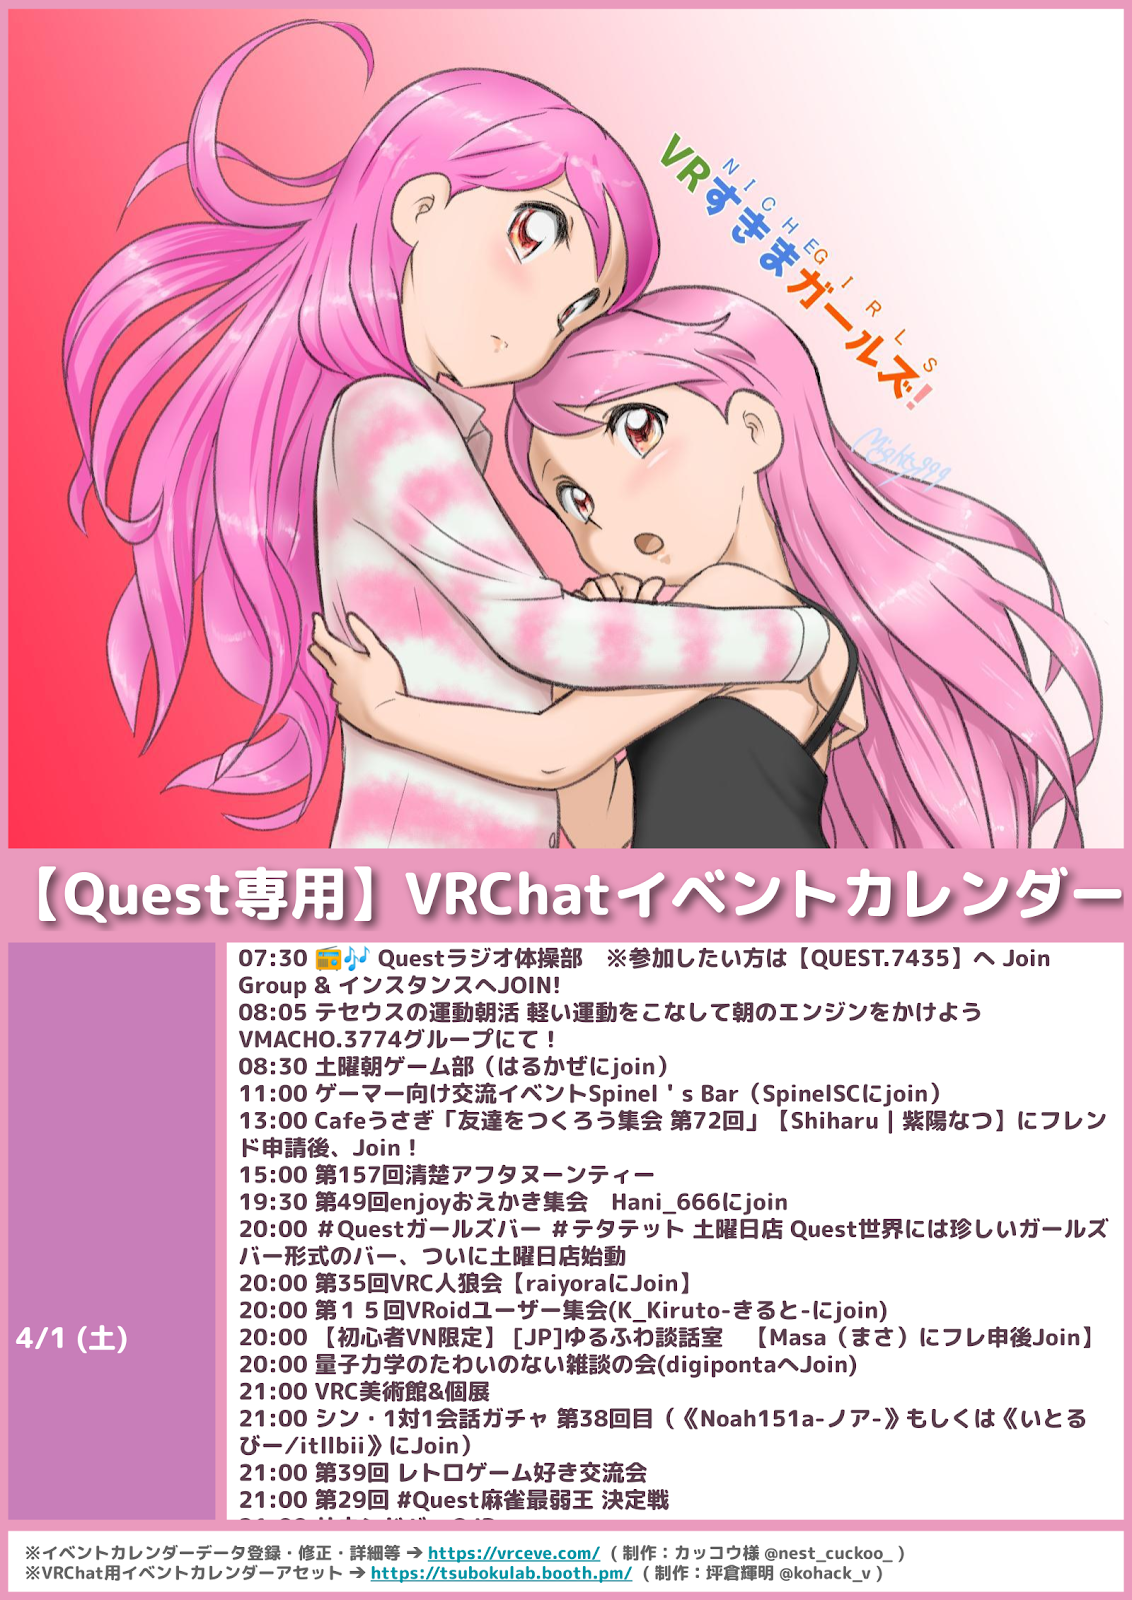 NICHE GIRLS
VRすきまガールズ!
Mighty999
【Quest専用】VRChatイベントカレンダー
4/1 (土)
07:30 📻🎶 Questラジオ体操部　※参加したい方は【QUEST.7435】へ Join
Group & インスタンスへJOIN!
08:05 テセウスの運動朝活 軽い運動をこなして朝のエンジンをかけよう
VMACHO.3774グループにて！
08:30 土曜朝ゲーム部（はるかぜにjoin）
11:00 ゲーマー向け交流イベントSpinel＇s Bar（SpinelSCにjoin）
13:00 Cafeうさぎ「友達をつくろう集会 第72回」【Shiharu | 紫陽なつ】にフレン
ド申請後、Join！
15:00 第157回清楚アフタヌーンティー
19:30 第49回enjoyおえかき集会　Hani_666にjoin
20:00 ＃Questガールズバー ＃テタテット 土曜日店 Quest世界には珍しいガールズ
バー形式のバー、ついに土曜日店始動
20:00 第35回VRC人狼会【raiyoraにJoin】
20:00 第１５回VRoidユーザー集会(K_Kiruto-きると-にjoin)
20:00 【初心者VN限定】 [JP]ゆるふわ談話室　【Masa（まさ）にフレ申後Join】
20:00 量子力学のたわいのない雑談の会(digipontaへJoin)
21:00 VRC美術館&個展
21:00 シン・1対1会話ガチャ 第38回目（《Noah151a-ノア-》もしくは《いとる
びー/itllbii》にJoin）
21:00 第39回 レトロゲーム好き交流会
21:00 第29回 #Quest麻雀最弱王 決定戦
※イベントカレンダーデータ登録・修正・詳細等 ➔ https://vrceve.com/ （ 制作：カッコウ様 @nest_cuckoo_ ）
※VRChat用イベントカレンダーアセット ➔ https://tsubokulab.booth.pm/ （ 制作：坪倉輝明 @kohack_v ）